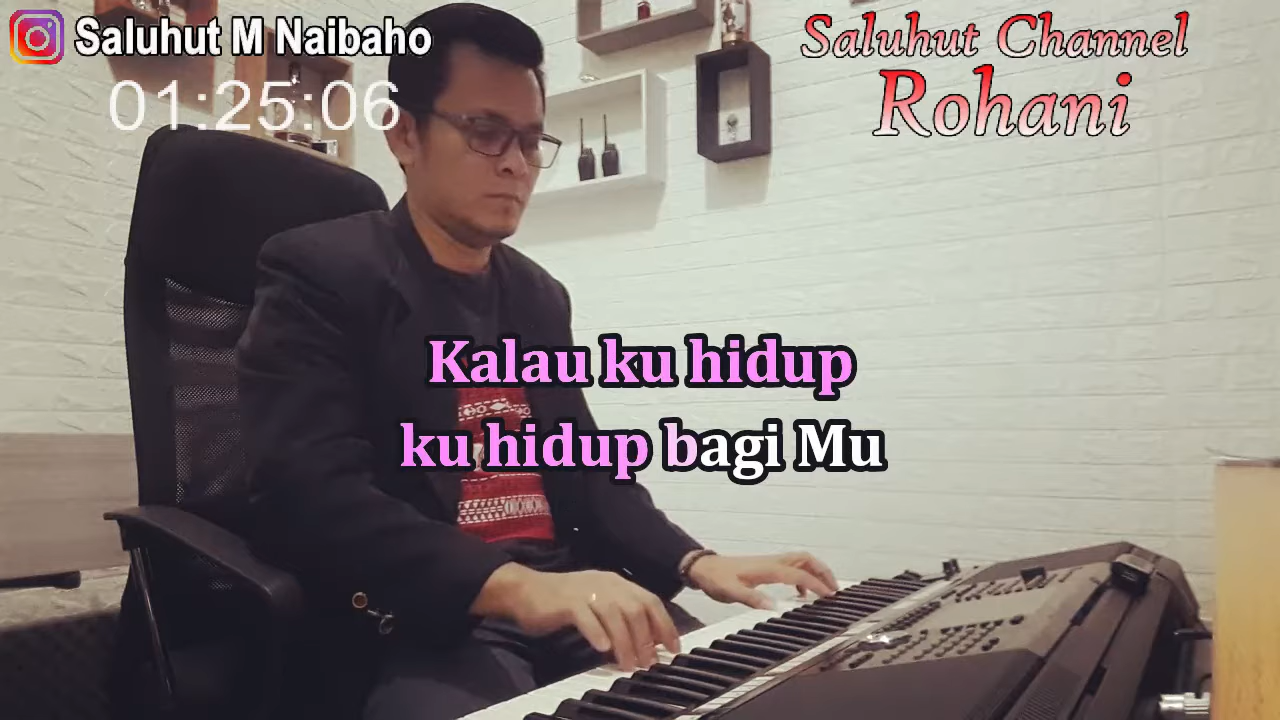 Saluhut M Naibaho
Saluhut Channel
Rohani
01:25:06
Kalau ku hidup
ku hidup bagi Mu